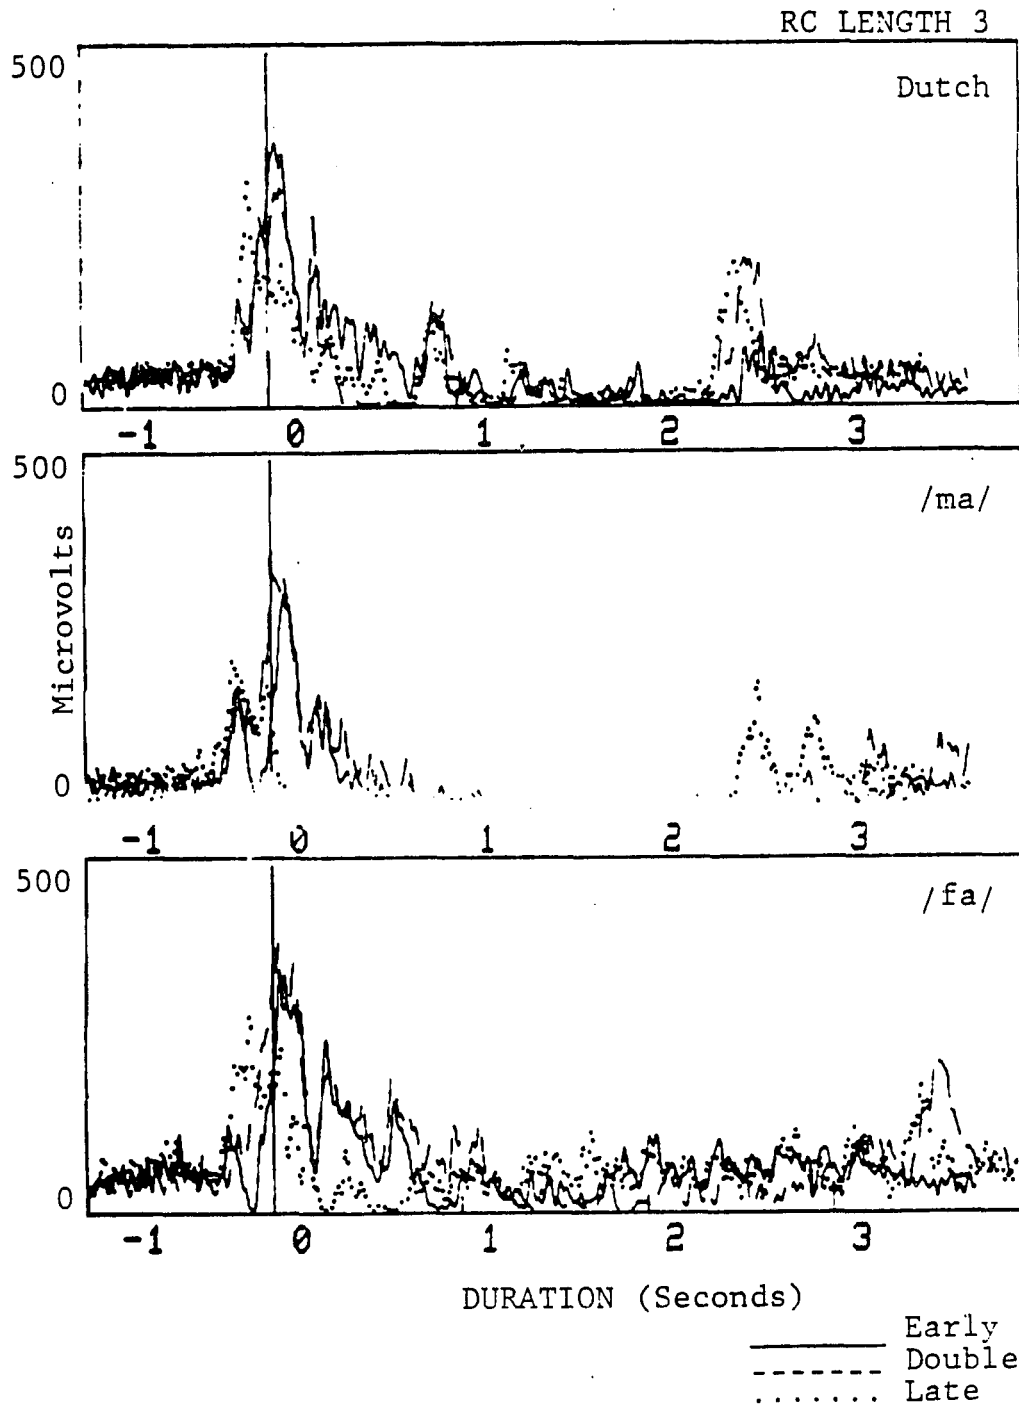 RC LENGTH 3
500
Dutch
0
-1 0 1 2 3
500
/ma/
Microvolts
0
-1 0 1 2 3
500
/fa/
0
-1 0 1 2 3
DURATION (Seconds)
Early
Double
Late